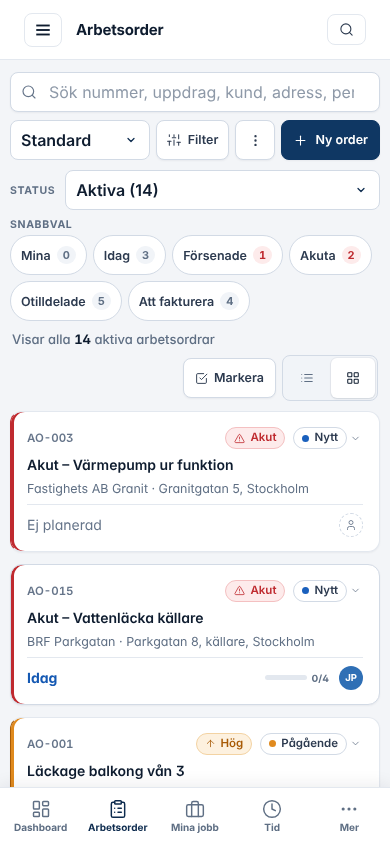 Arbetsorder
Sök nummer, uppdrag, kund, adress, per
Standard
Filter
Ny order
STATUS
Aktiva (14)
SNABBVAL
Mina 0
Idag 3
Försenade 1
Akuta 2
Otilldelade 5
Att fakturera 4
Visar alla 14 aktiva arbetsordrar
Markera
AO-003
Akut
Nytt
Akut – Värmepump ur funktion
Fastighets AB Granit · Granitgatan 5, Stockholm
Ej planerad
AO-015
Akut
Nytt
Akut – Vattenläcka källare
BRF Parkgatan · Parkgatan 8, källare, Stockholm
Idag
0/4
JP
AO-001
Hög
Pågående
Läckage balkong vån 3
Dashboard
Arbetsorder
Mina jobb
Tid
Mer